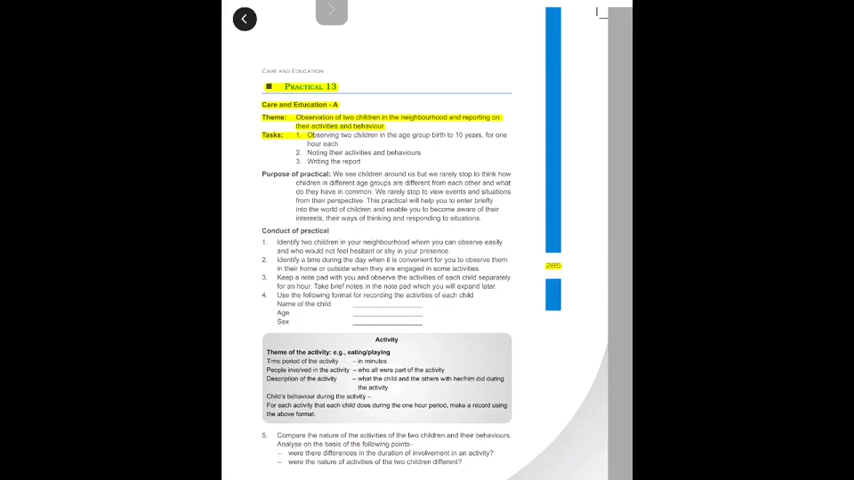 CARE AND EDUCATION
■ PRACTICAL 13
Care and Education - A
Theme: Observation of two children in the neighbourhood and reporting on
their activities and behaviour
Tasks: 1. Observing two children in the age group birth to 10 years, for one
hour each
2. Noting their activities and behaviours
3. Writing the report
Purpose of practical: We see children around us but we rarely stop to think how
children in different age groups are different from each other and what
do they have in common. We rarely stop to view events and situations
from their perspective. This practical will help you to enter briefly
into the world of children and enable you to become aware of their
interests, their ways of thinking and responding to situations.
Conduct of practical
1. Identify two children in your neighbourhood whom you can observe easily
and who would not feel hesitant or shy in your presence.
2. Identify a time during the day when it is convenient for you to observe them
in their home or outside when they are engaged in some activities.
285
3. Keep a note pad with you and observe the activities of each child separately
for an hour. Take brief notes in the note pad which you will expand later.
4. Use the following format for recording the activities of each child
Name of the child
Age
Sex
Activity
Theme of the activity: e.g., eating/playing
Time period of the activity – in minutes
People involved in the activity – who all were part of the activity
Description of the activity – what the child and the others with her/him did during
the activity
Child's behaviour during the activity –
For each activity that each child does during the one hour period, make a record using
the above format.
5. Compare the nature of the activities of the two children and their behaviours.
Analyse on the basis of the following points-
– were there differences in the duration of involvement in an activity?
– were the nature of activities of the two children different?